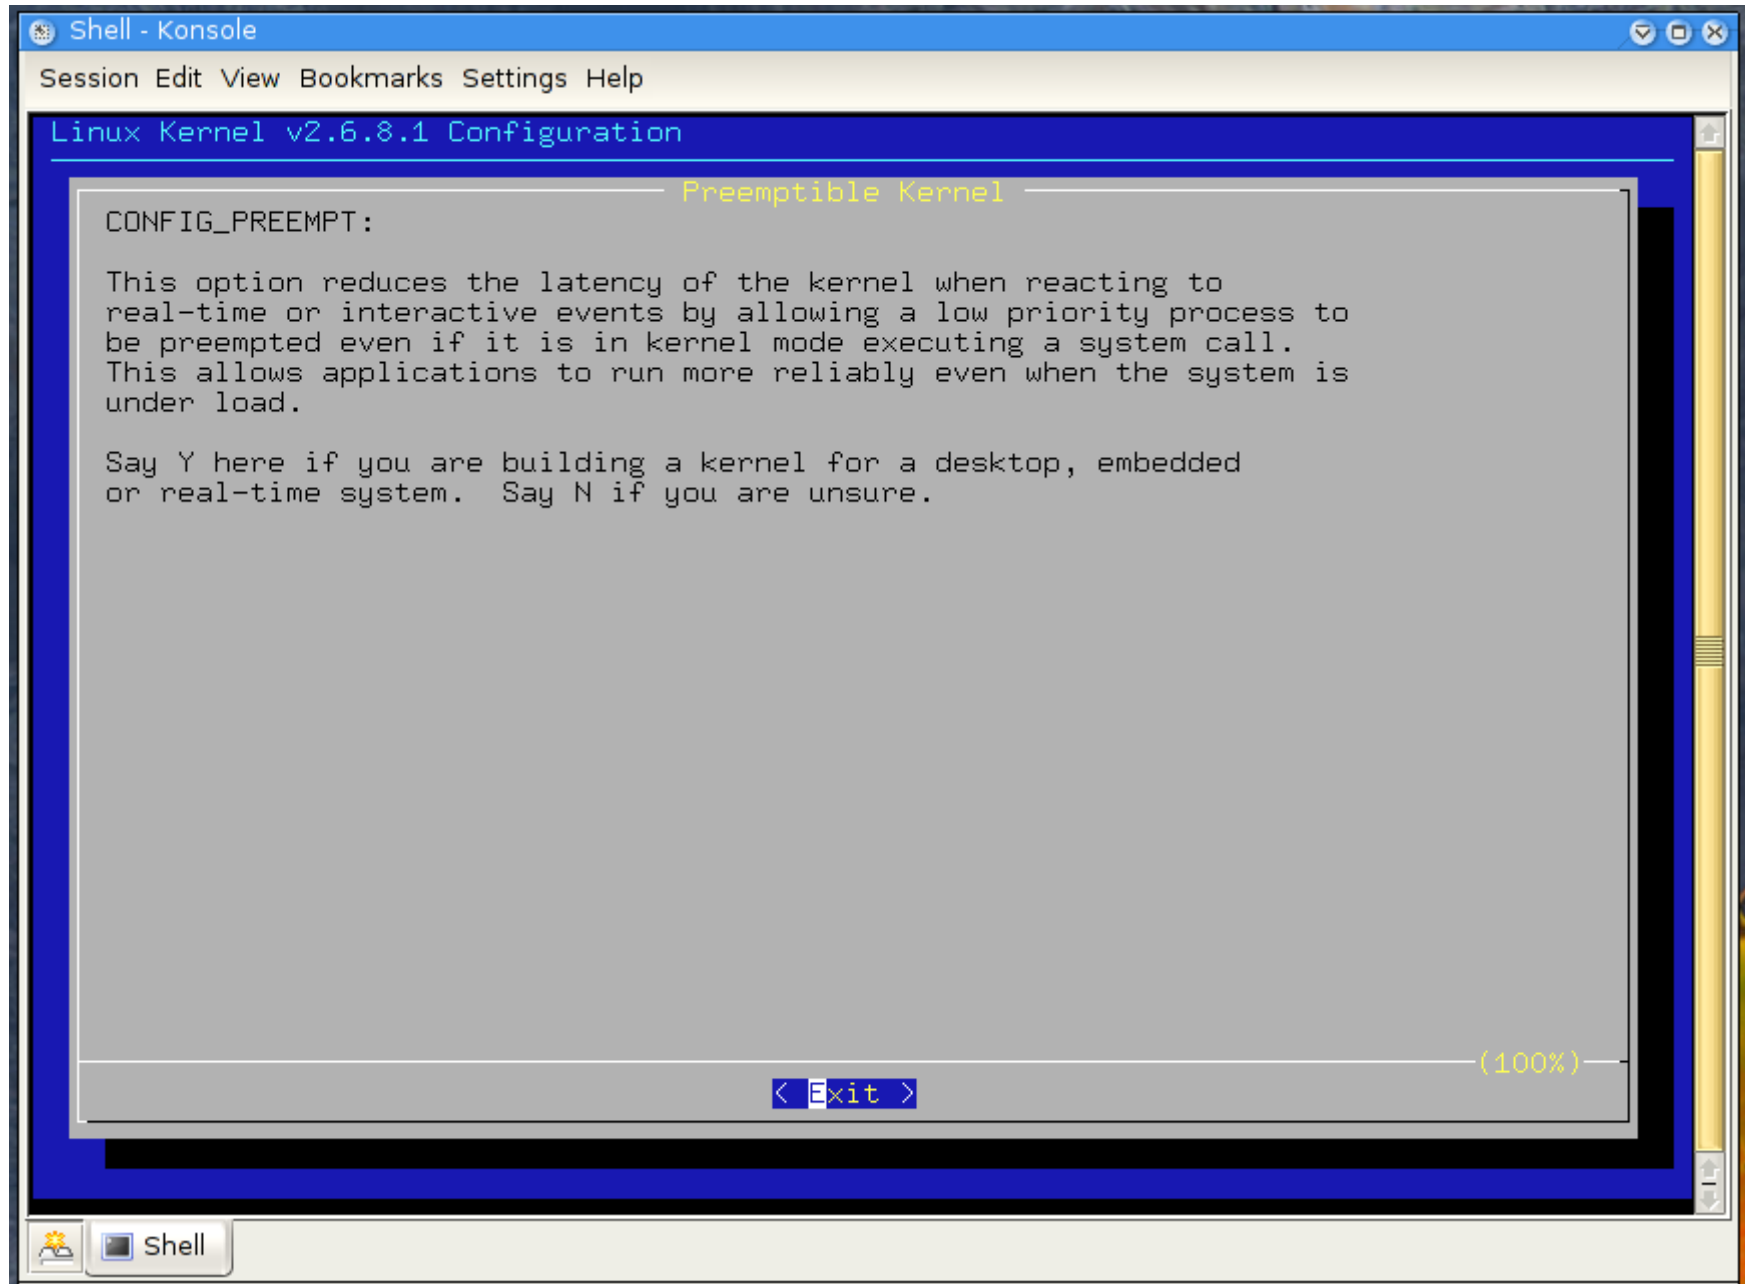 Shell - Konsole
Session Edit View Bookmarks Settings Help
Linux Kernel v2.6.8.1 Configuration
Preemptible Kernel
CONFIG_PREEMPT:
This option reduces the latency of the kernel when reacting to
real-time or interactive events by allowing a low priority process to
be preempted even if it is in kernel mode executing a system call.
This allows applications to run more reliably even when the system is
under load.
Say Y here if you are building a kernel for a desktop, embedded
or real-time system.  Say N if you are unsure.
(100%)
< Exit >
Shell